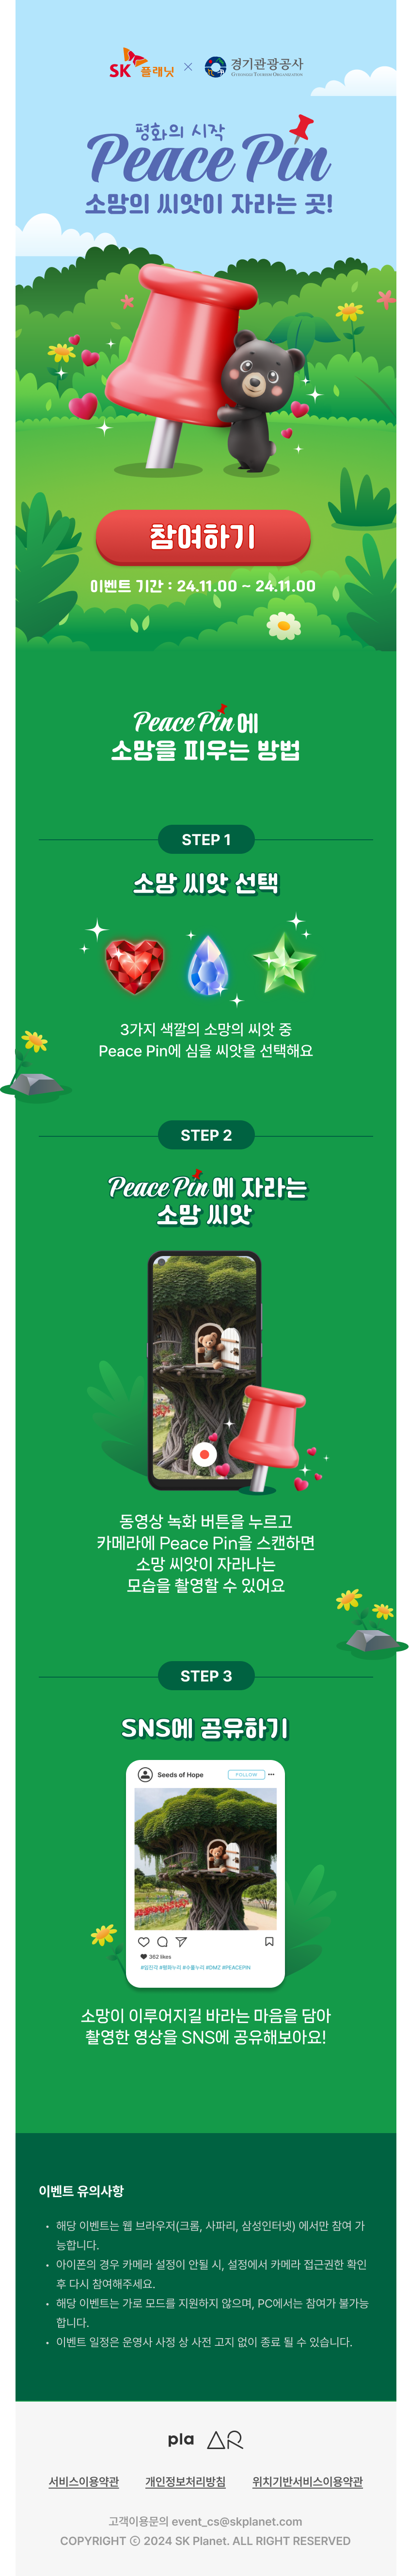 SK 플래닛 × 경기관광공사
GYEONGGI TOURISM ORGANIZATION
평화의 시작
Peace Pin
소망의 씨앗이 자라는 곳!
참여하기
이벤트 기간 : 24.11.00 ~ 24.11.00
Peace Pin에
소망을 피우는 방법
STEP 1
소망 씨앗 선택
3가지 색깔의 소망의 씨앗 중
Peace Pin에 심을 씨앗을 선택해요
STEP 2
Peace Pin에 자라는
소망 씨앗
동영상 녹화 버튼을 누르고
카메라에 Peace Pin을 스캔하면
소망 씨앗이 자라나는
모습을 촬영할 수 있어요
STEP 3
SNS에 공유하기
Seeds of Hope FOLLOW
362 likes
#임진각 #평화누리 #수풀누리 #DMZ #PEACEPIN
소망이 이루어지길 바라는 마음을 담아
촬영한 영상을 SNS에 공유해보아요!
이벤트 유의사항
• 해당 이벤트는 웹 브라우저(크롬, 사파리, 삼성인터넷) 에서만 참여 가
능합니다.
• 아이폰의 경우 카메라 설정이 안될 시, 설정에서 카메라 접근권한 확인
후 다시 참여해주세요.
• 해당 이벤트는 가로 모드를 지원하지 않으며, PC에서는 참여가 불가능
합니다.
• 이벤트 일정은 운영사 사정 상 사전 고지 없이 종료 될 수 있습니다.
pla AR
서비스이용약관 개인정보처리방침 위치기반서비스이용약관
고객이용문의 event_cs@skplanet.com
COPYRIGHT ⓒ 2024 SK Planet. ALL RIGHT RESERVED